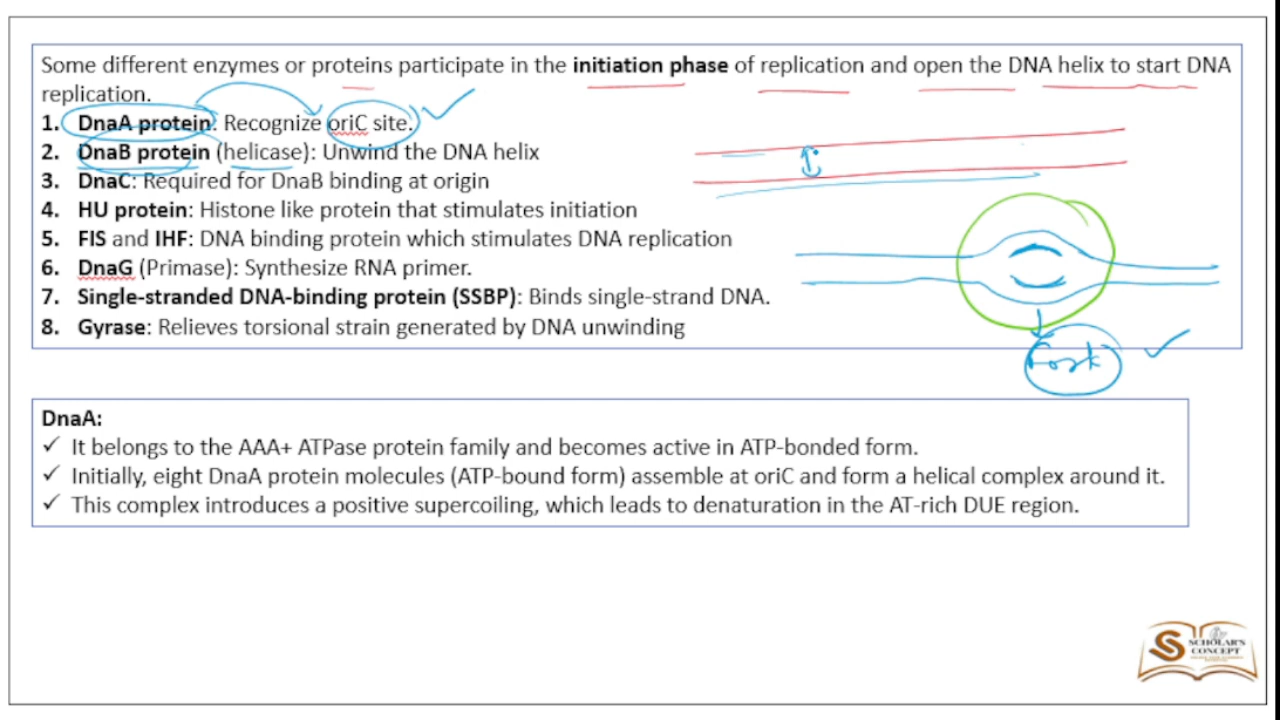 Some different enzymes or proteins participate in the initiation phase of replication and open the DNA helix to start DNA
replication.
1. DnaA protein: Recognize oriC site.
2. DnaB protein (helicase): Unwind the DNA helix
3. DnaC: Required for DnaB binding at origin
4. HU protein: Histone like protein that stimulates initiation
5. FIS and IHF: DNA binding protein which stimulates DNA replication
6. DnaG (Primase): Synthesize RNA primer.
7. Single-stranded DNA-binding protein (SSBP): Binds single-strand DNA.
8. Gyrase: Relieves torsional strain generated by DNA unwinding
Fork
DnaA:
✓ It belongs to the AAA+ ATPase protein family and becomes active in ATP-bonded form.
✓ Initially, eight DnaA protein molecules (ATP-bound form) assemble at oriC and form a helical complex around it.
✓ This complex introduces a positive supercoiling, which leads to denaturation in the AT-rich DUE region.
SCHOLAR'S
CONCEPT